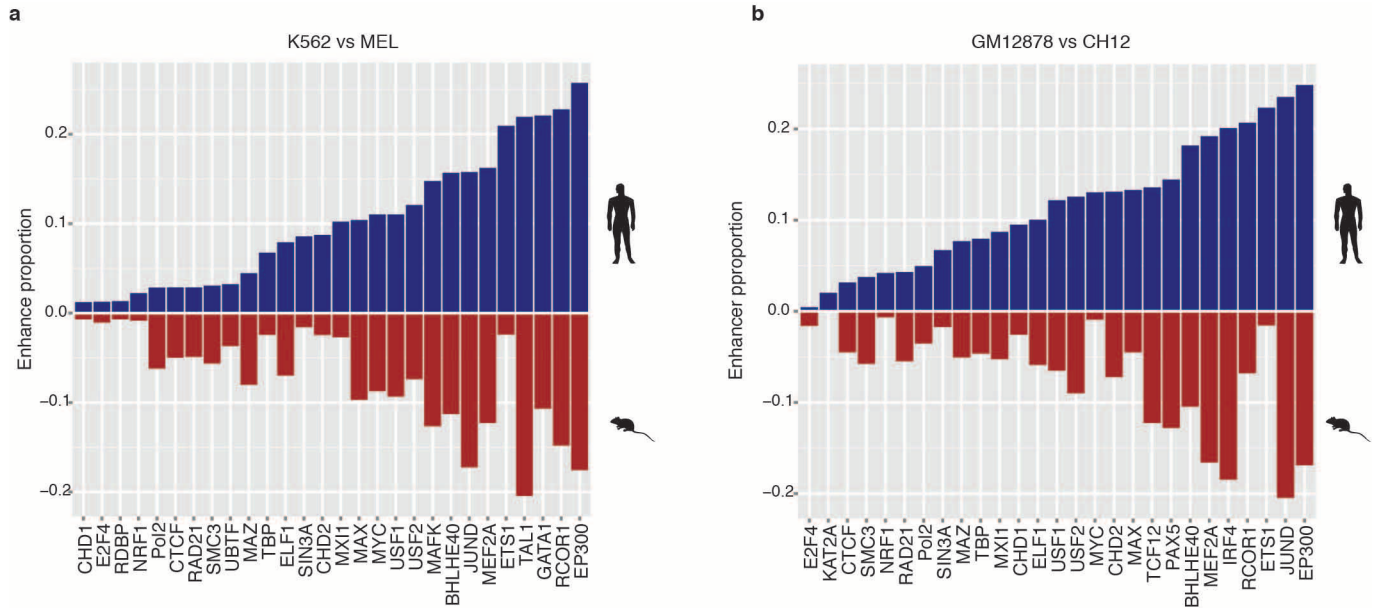 a
K562 vs MEL
Enhance proportion
0.2
0.1
0.0
−0.1
−0.2
CHD1
E2F4
RDBP
NRF1
Pol2
CTCF
RAD21
SMC3
UBTF
MAZ
TBP
ELF1
SIN3A
CHD2
MXI1
MAX
MYC
USF1
USF2
MAFK
BHLHE40
JUND
MEF2A
ETS1
TAL1
GATA1
RCOR1
EP300
b
GM12878 vs CH12
Enhancer pproportion
0.2
0.1
0.0
−0.1
−0.2
E2F4
KAT2A
CTCF
SMC3
NRF1
RAD21
Pol2
SIN3A
MAZ
TBP
MXI1
CHD1
ELF1
USF1
USF2
MYC
CHD2
MAX
TCF12
PAX5
BHLHE40
MEF2A
IRF4
RCOR1
ETS1
JUND
EP300